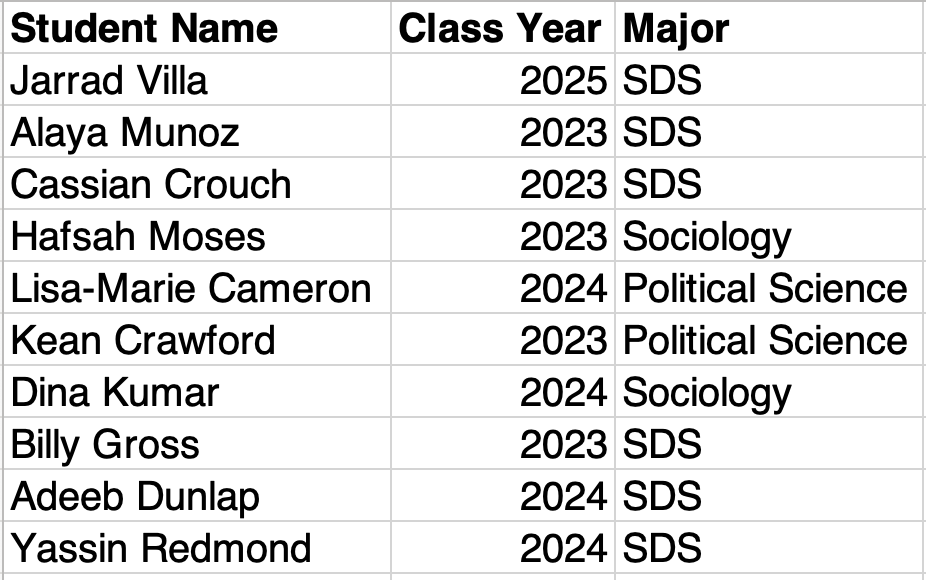 Student Name Class Year Major
Jarrad Villa 2025 SDS
Alaya Munoz 2023 SDS
Cassian Crouch 2023 SDS
Hafsah Moses 2023 Sociology
Lisa-Marie Cameron 2024 Political Science
Kean Crawford 2023 Political Science
Dina Kumar 2024 Sociology
Billy Gross 2023 SDS
Adeeb Dunlap 2024 SDS
Yassin Redmond 2024 SDS